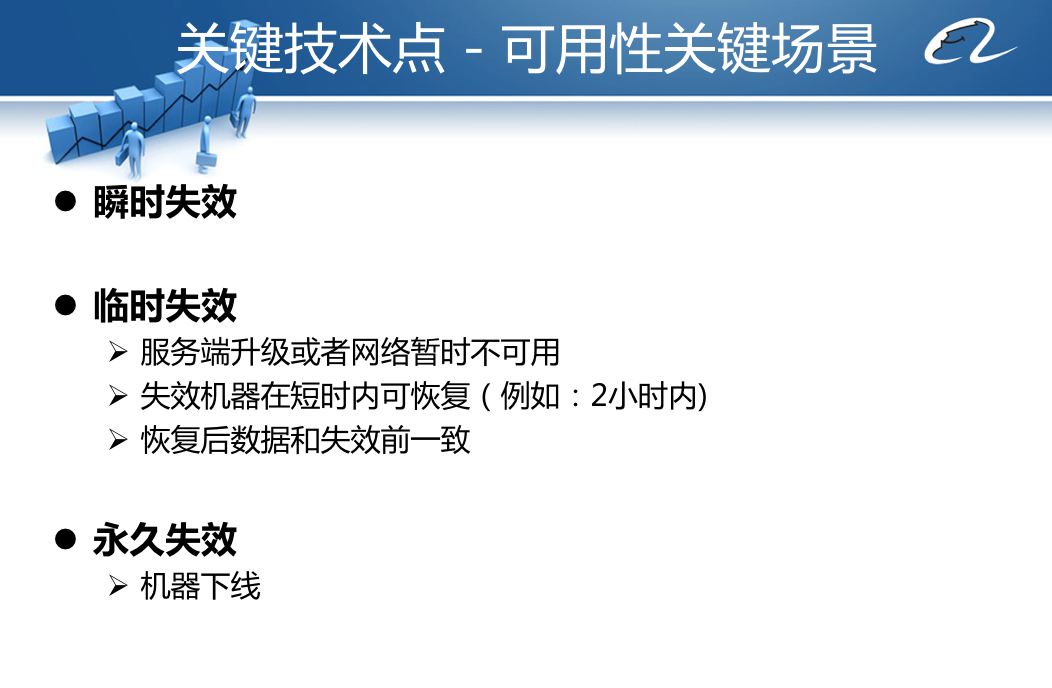 关键技术点 - 可用性关键场景
瞬时失效
临时失效
服务端升级或者网络暂时不可用
失效机器在短时内可恢复（例如：2小时内)
恢复后数据和失效前一致
永久失效
机器下线